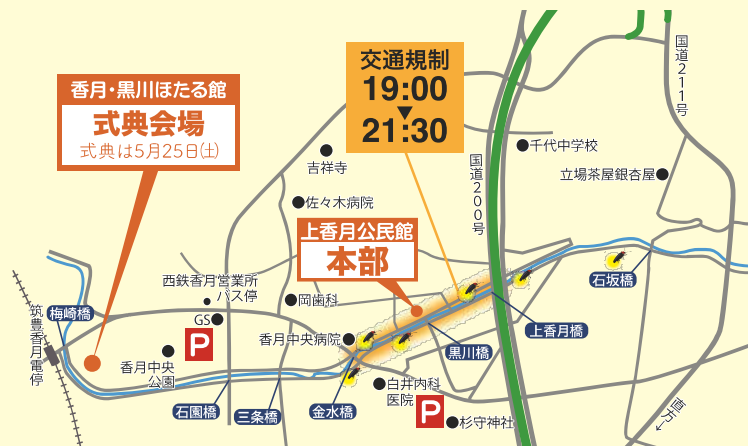 香月・黒川ほたる館
式典会場
式典は5月25日(土)
交通規制
19:00
▼
21:30
国道211号
国道200号
千代中学校
立場茶屋銀杏屋
吉祥寺
佐々木病院
上香月公民館
本部
西鉄香月営業所
バス停
岡歯科
GS
P
香月中央病院
香月中央
公園
筑豊香月電停
梅崎橋
石坂橋
上香月橋
黒川橋
白井内科
医院
P
杉守神社
石園橋
三条橋
金水橋
直方→